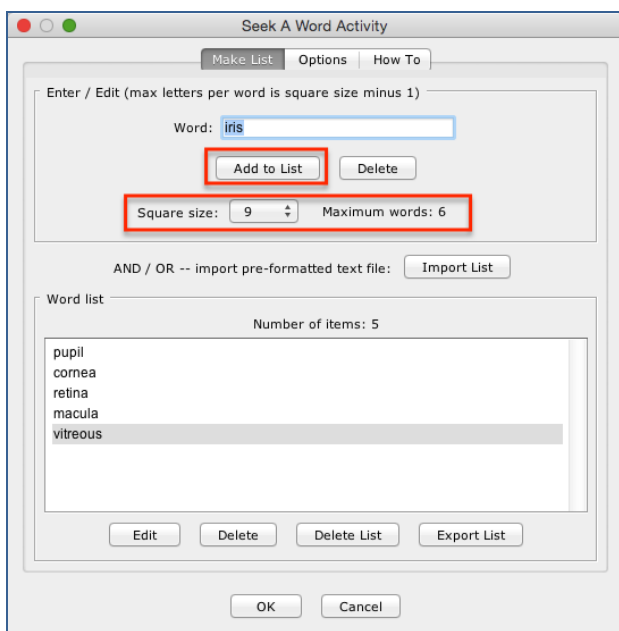 Seek A Word Activity
Make List Options How To
Enter / Edit (max letters per word is square size minus 1)
Word: iris
Add to List Delete
Square size: 9 Maximum words: 6
AND / OR -- import pre-formatted text file: Import List
Word list
Number of items: 5
pupil
cornea
retina
macula
vitreous
Edit Delete Delete List Export List
OK Cancel